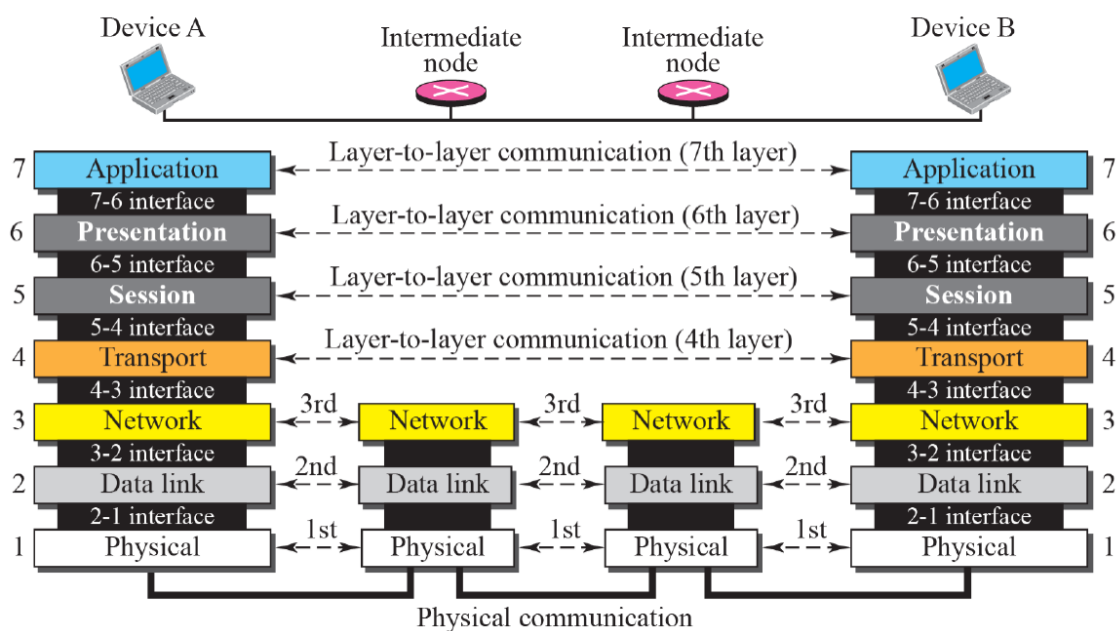 Device A
Intermediate
node
Intermediate
node
Device B
7 Application Layer-to-layer communication (7th layer) Application 7
7-6 interface 7-6 interface
6 Presentation Layer-to-layer communication (6th layer) Presentation 6
6-5 interface 6-5 interface
5 Session Layer-to-layer communication (5th layer) Session 5
5-4 interface 5-4 interface
4 Transport Layer-to-layer communication (4th layer) Transport 4
4-3 interface 4-3 interface
3 Network 3rd Network 3rd Network 3rd Network 3
3-2 interface 3-2 interface
2 Data link 2nd Data link 2nd Data link 2nd Data link 2
2-1 interface 2-1 interface
1 Physical 1st Physical 1st Physical 1st Physical 1
Physical communication